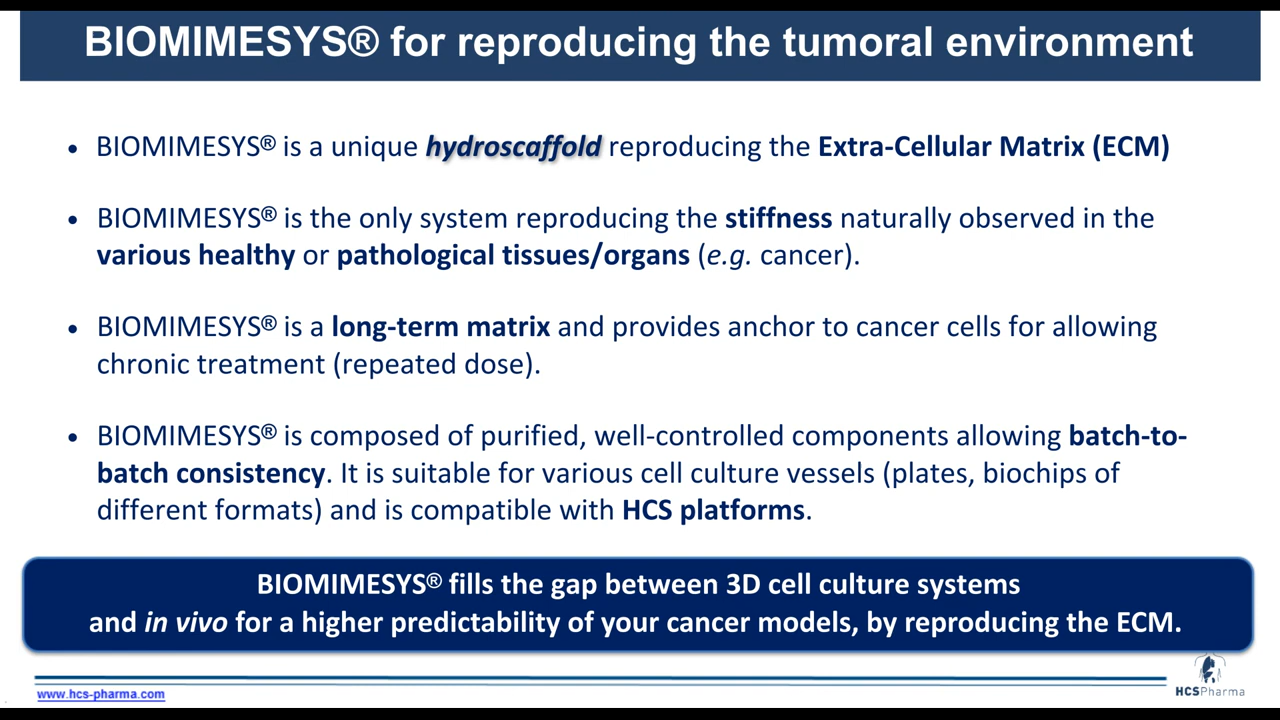 BIOMIMESYS® for reproducing the tumoral environment
• BIOMIMESYS® is a unique hydroscaffold reproducing the Extra-Cellular Matrix (ECM)
• BIOMIMESYS® is the only system reproducing the stiffness naturally observed in the
various healthy or pathological tissues/organs (e.g. cancer).
• BIOMIMESYS® is a long-term matrix and provides anchor to cancer cells for allowing
chronic treatment (repeated dose).
• BIOMIMESYS® is composed of purified, well-controlled components allowing batch-to-
batch consistency. It is suitable for various cell culture vessels (plates, biochips of
different formats) and is compatible with HCS platforms.
BIOMIMESYS® fills the gap between 3D cell culture systems
and in vivo for a higher predictability of your cancer models, by reproducing the ECM.
www.hcs-pharma.com
HCSPharma